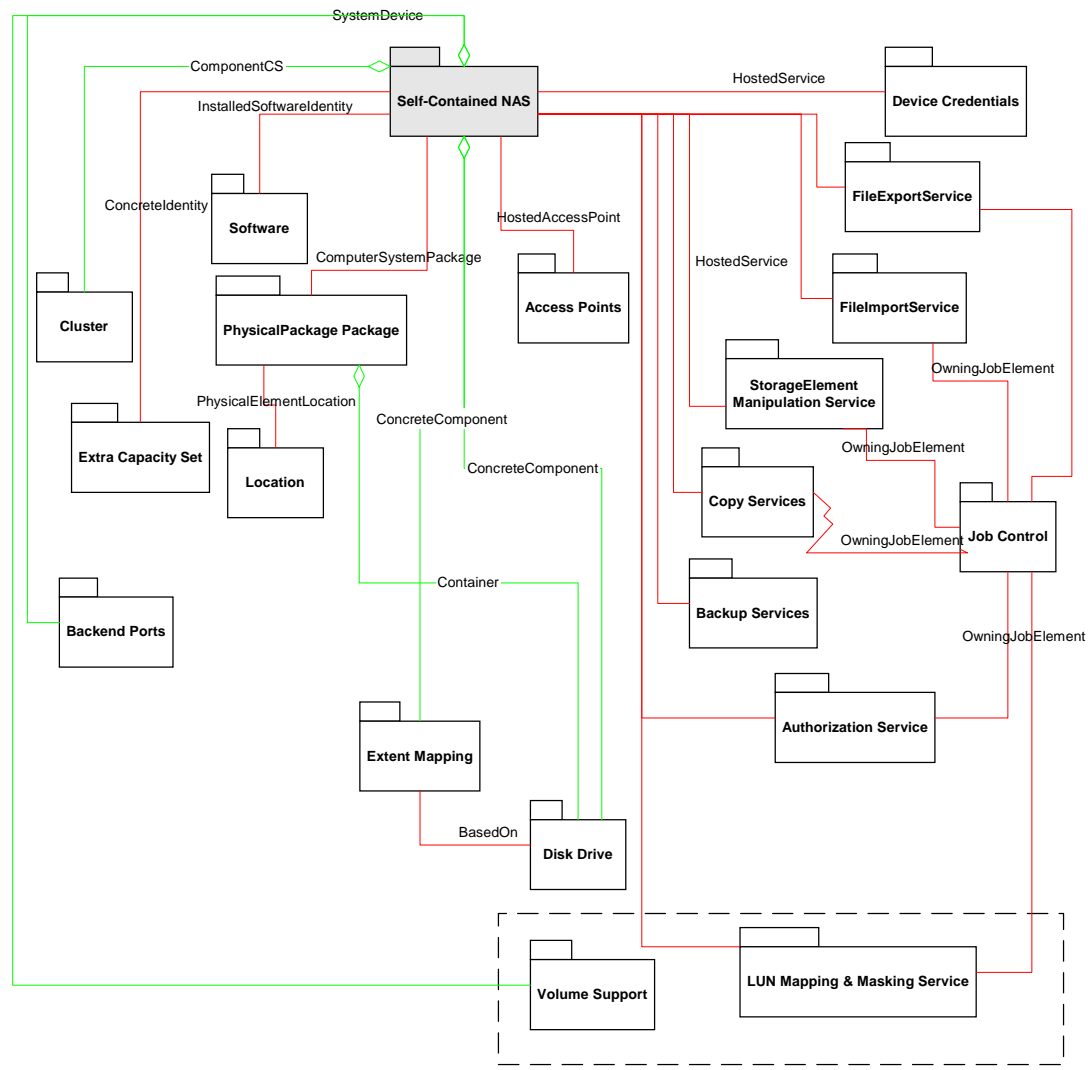 SystemDevice
ComponentCS
HostedService
Self-Contained NAS
Device Credentials
InstalledSoftwareIdentity
FileExportService
ConcreteIdentity
Software
HostedAccessPoint
ComputerSystemPackage
HostedService
Access Points
FileImportService
Cluster
PhysicalPackage Package
OwningJobElement
StorageElement
Manipulation Service
PhysicalElementLocation
ConcreteComponent
OwningJobElement
Extra Capacity Set
ConcreteComponent
Location
Copy Services
OwningJobElement
Job Control
Container
Backup Services
Backend Ports
OwningJobElement
Authorization Service
Extent Mapping
BasedOn
Disk Drive
LUN Mapping & Masking Service
Volume Support